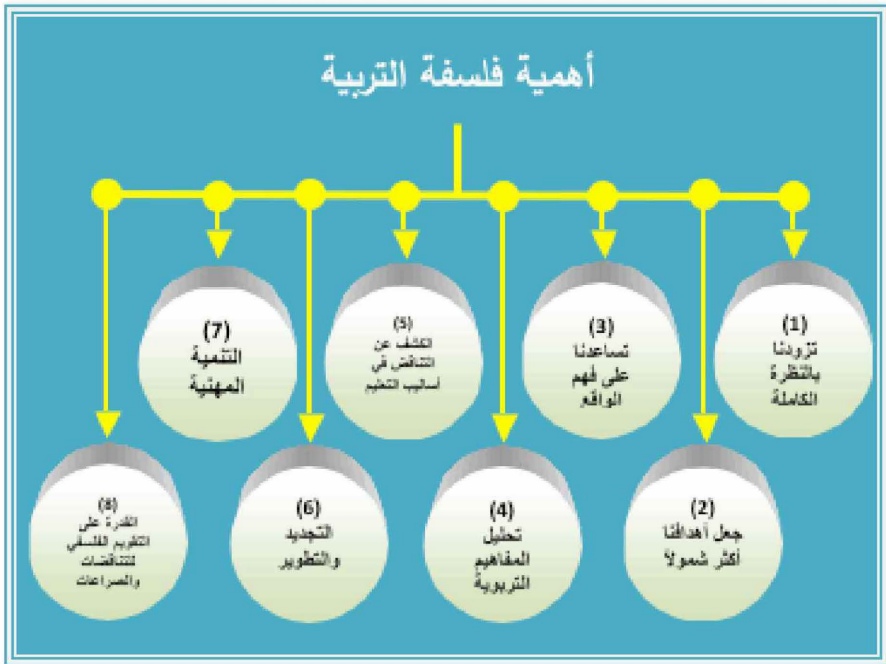 أهمية فلسفة التربية
(1)
تزودنا
بالنظرة
الكاملة
(2)
جعل أهدافنا
أكثر شمولاً
(3)
تساعدنا
على فهم
الواقع
(4)
تحليل
المفاهيم
التربوية
(5)
الكشف عن
التناقض في
أساليب التعليم
(6)
التجديد
والتطوير
(7)
التنمية
المهنية
(8)
القدرة على
التقويم الفلسفي
للتناقضات
والصراعات